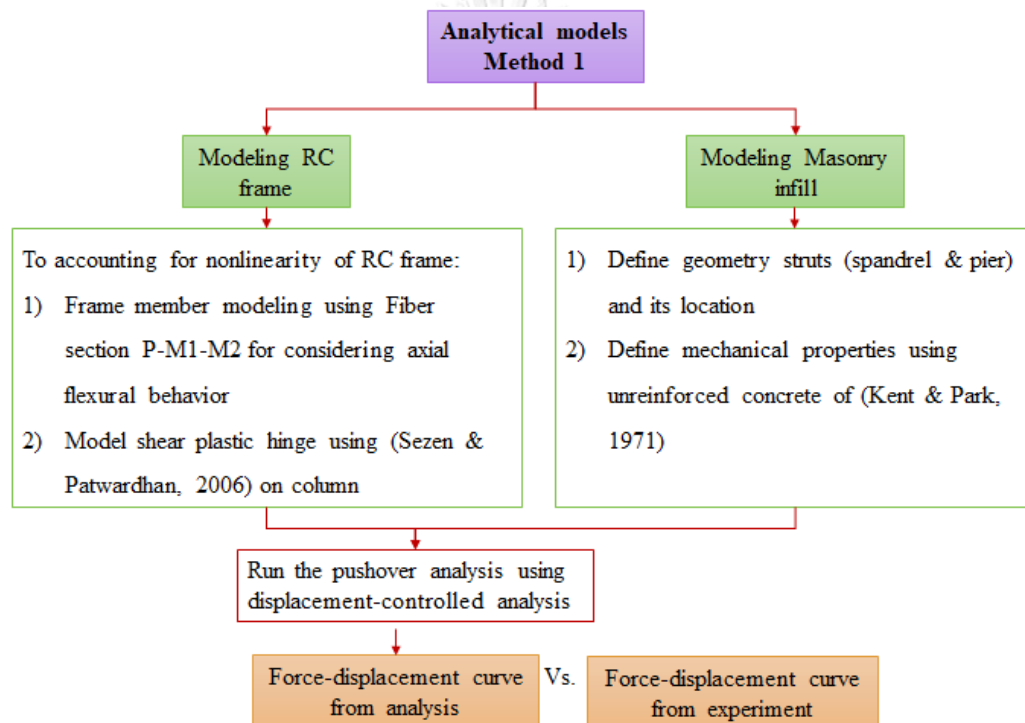 Analytical models
Method 1
Modeling RC
frame
Modeling Masonry
infill
To accounting for nonlinearity of RC frame:
1) Frame member modeling using Fiber
section P-M1-M2 for considering axial
flexural behavior
2) Model shear plastic hinge using (Sezen &
Patwardhan, 2006) on column
1) Define geometry struts (spandrel & pier)
and its location
2) Define mechanical properties using
unreinforced concrete of (Kent & Park,
1971)
Run the pushover analysis using
displacement-controlled analysis
Force-displacement curve
from analysis
Vs.
Force-displacement curve
from experiment